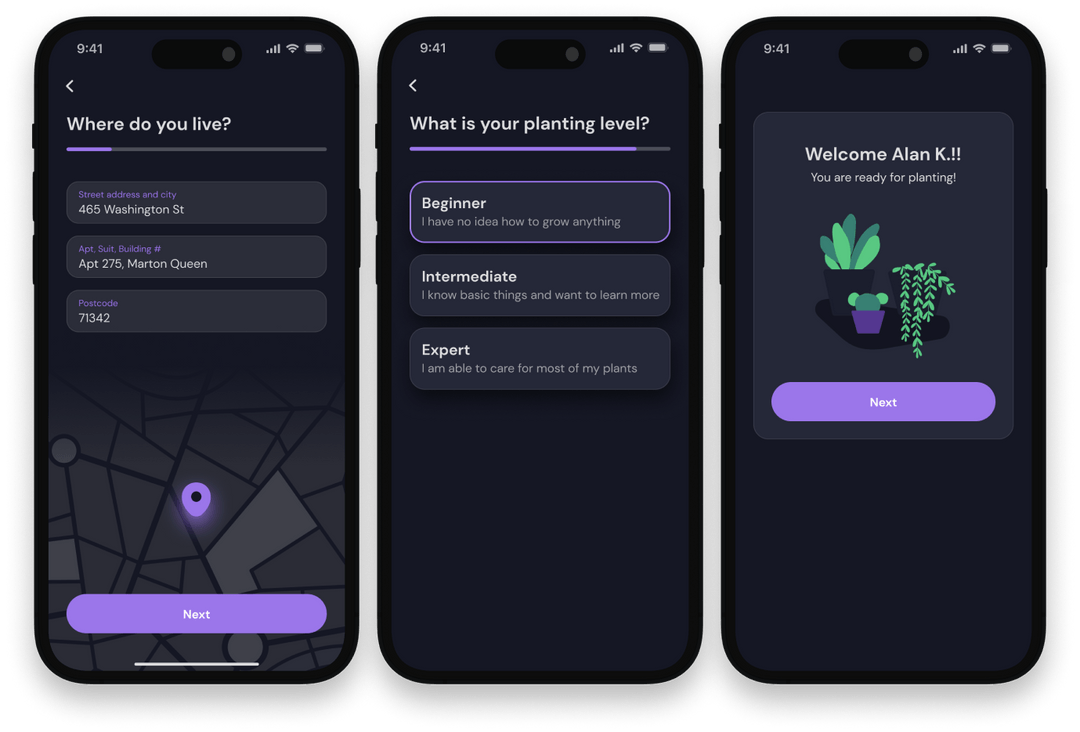 9:41
Where do you live?
Street address and city
465 Washington St
Apt, Suit, Building #
Apt 275, Marton Queen
Postcode
71342
Next
9:41
What is your planting level?
Beginner
I have no idea how to grow anything
Intermediate
I know basic things and want to learn more
Expert
I am able to care for most of my plants
9:41
Welcome Alan K.!!
You are ready for planting!
Next